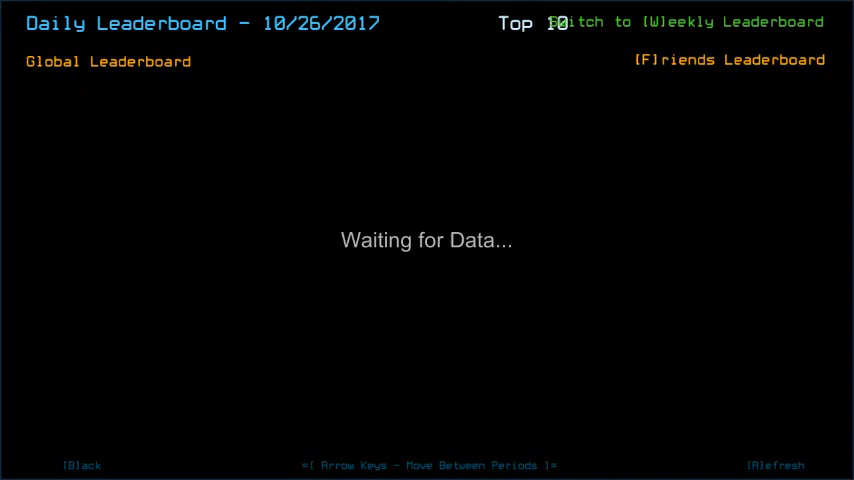 Daily Leaderboard - 10/26/2017
Top 10
Switch to [W]eekly Leaderboard
Global Leaderboard
[F]riends Leaderboard
Waiting for Data...
[B]ack
=[ Arrow Keys - Move Between Periods ]=
[R]efresh